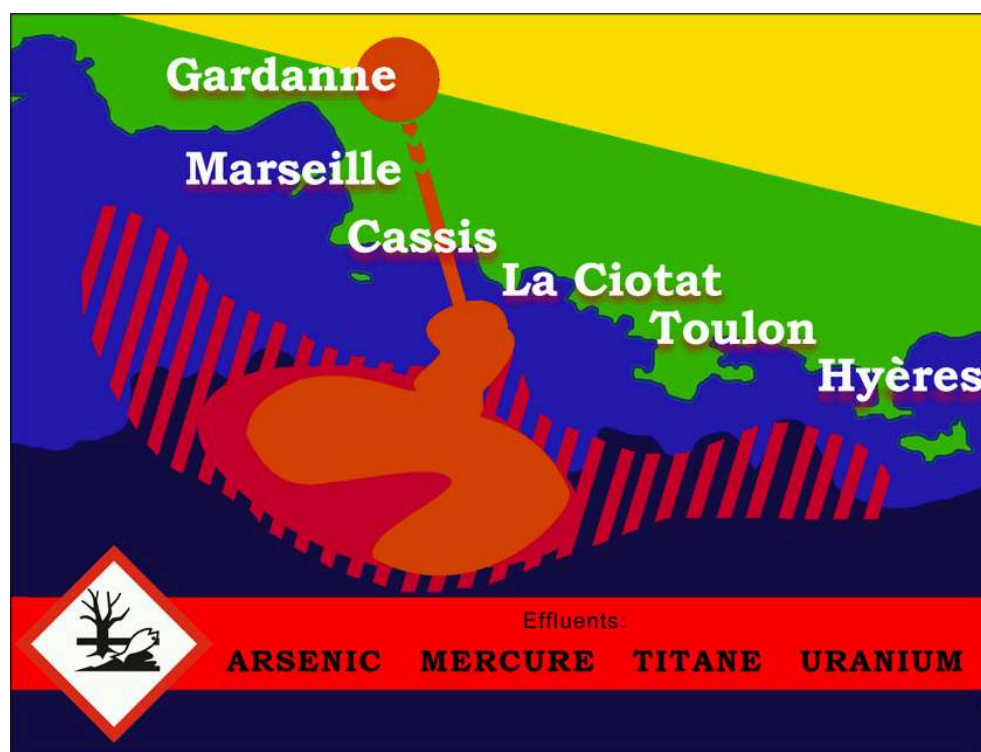 Gardanne
Marseille
Cassis
La Ciotat
Toulon
Hyères
Effluents:
ARSENIC MERCURE TITANE URANIUM